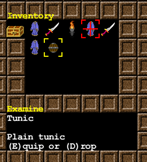 Inventory
Examine
Tunic
Plain tunic
(E)quip or (D)rop